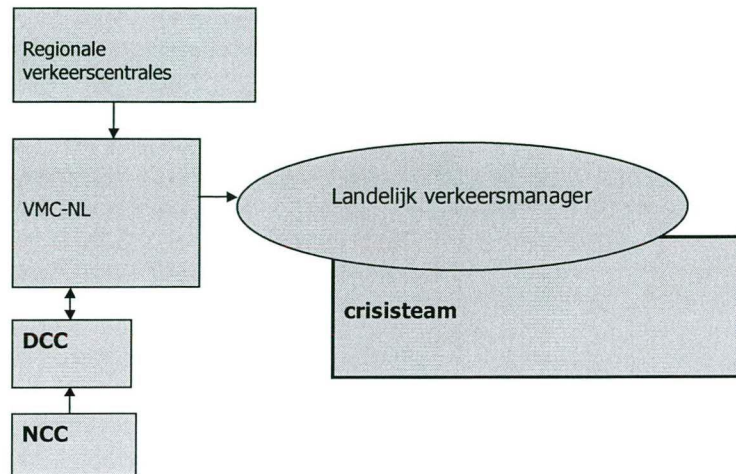 Regionale
verkeerscentrales
VMC-NL
Landelijk verkeersmanager
crisisteam
DCC
NCC